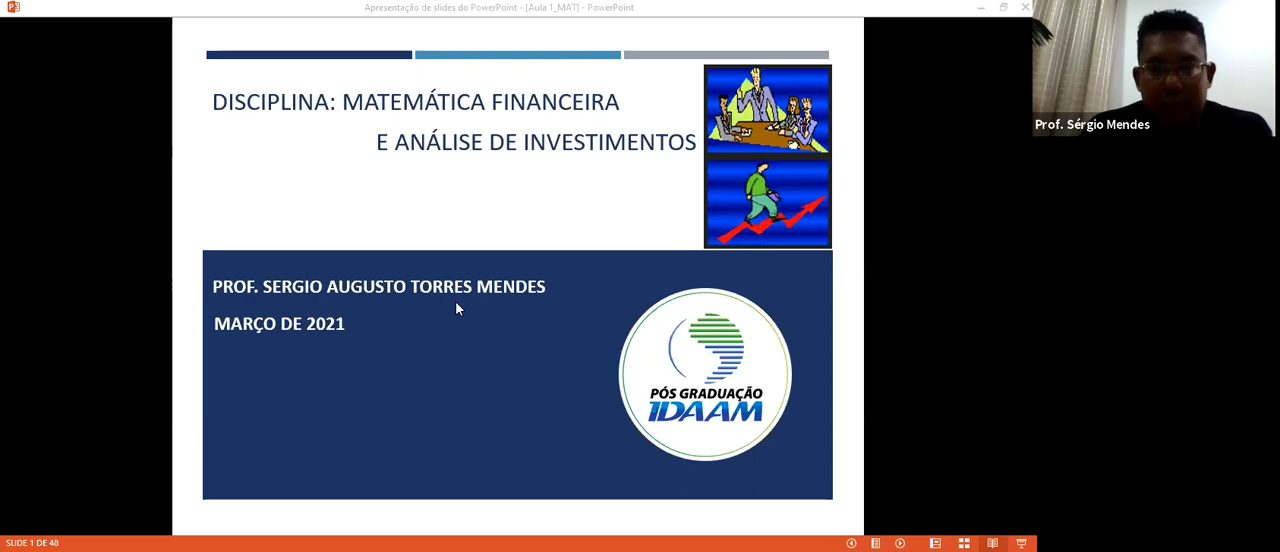 Apresentação de slides do PowerPoint - [Aula 1_MAT] - PowerPoint
DISCIPLINA: MATEMÁTICA FINANCEIRA
E ANÁLISE DE INVESTIMENTOS
Prof. Sérgio Mendes
PROF. SERGIO AUGUSTO TORRES MENDES
MARÇO DE 2021
PÓS GRADUAÇÃO
IDAAM
SLIDE 1 DE 48